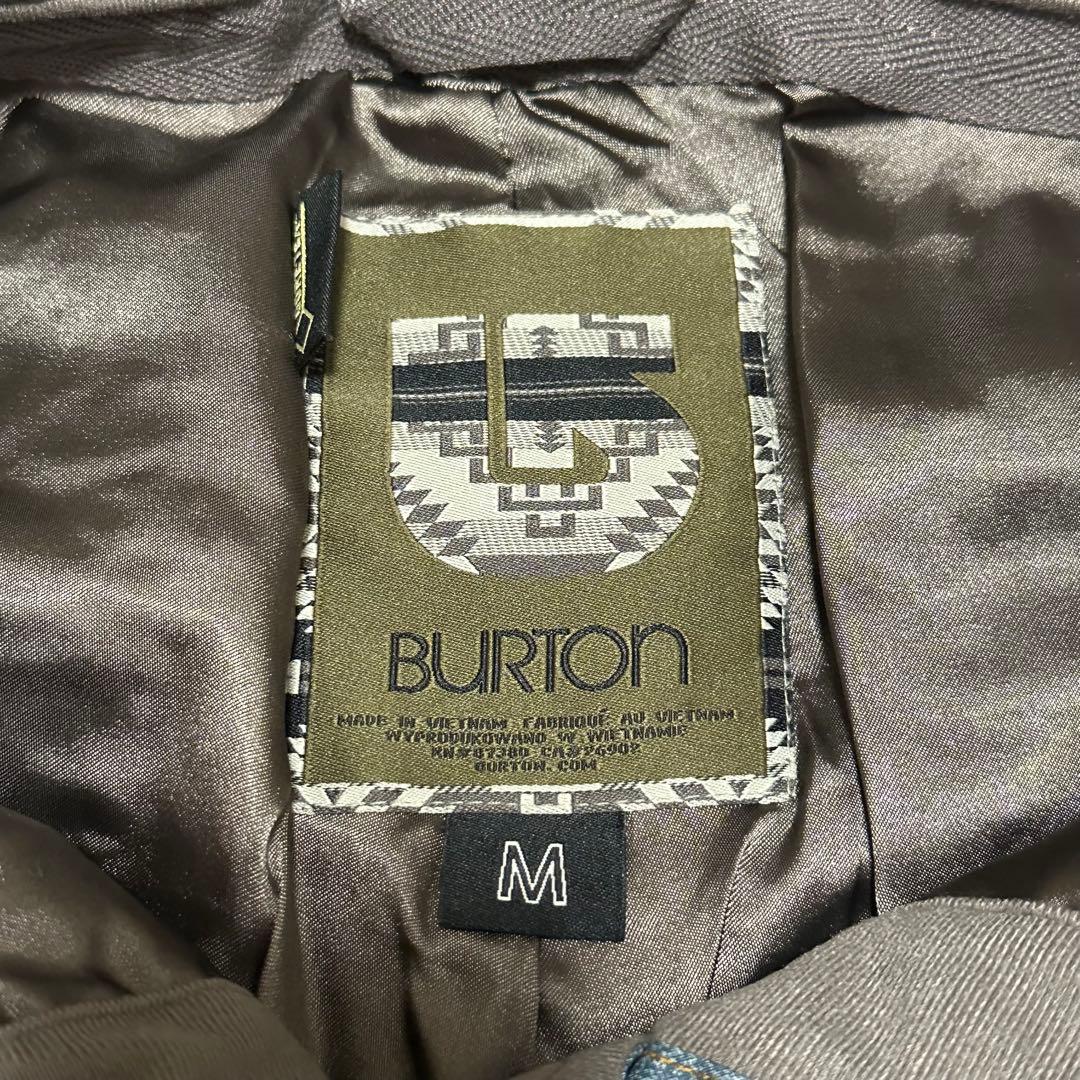 BURTON
MADE IN VIETNAM FABRIQUÉ AU VIETNAM
WYPRODUKOWANO W WIETNAMIE
RN#87380 CA#26902
BURTON.COM
M